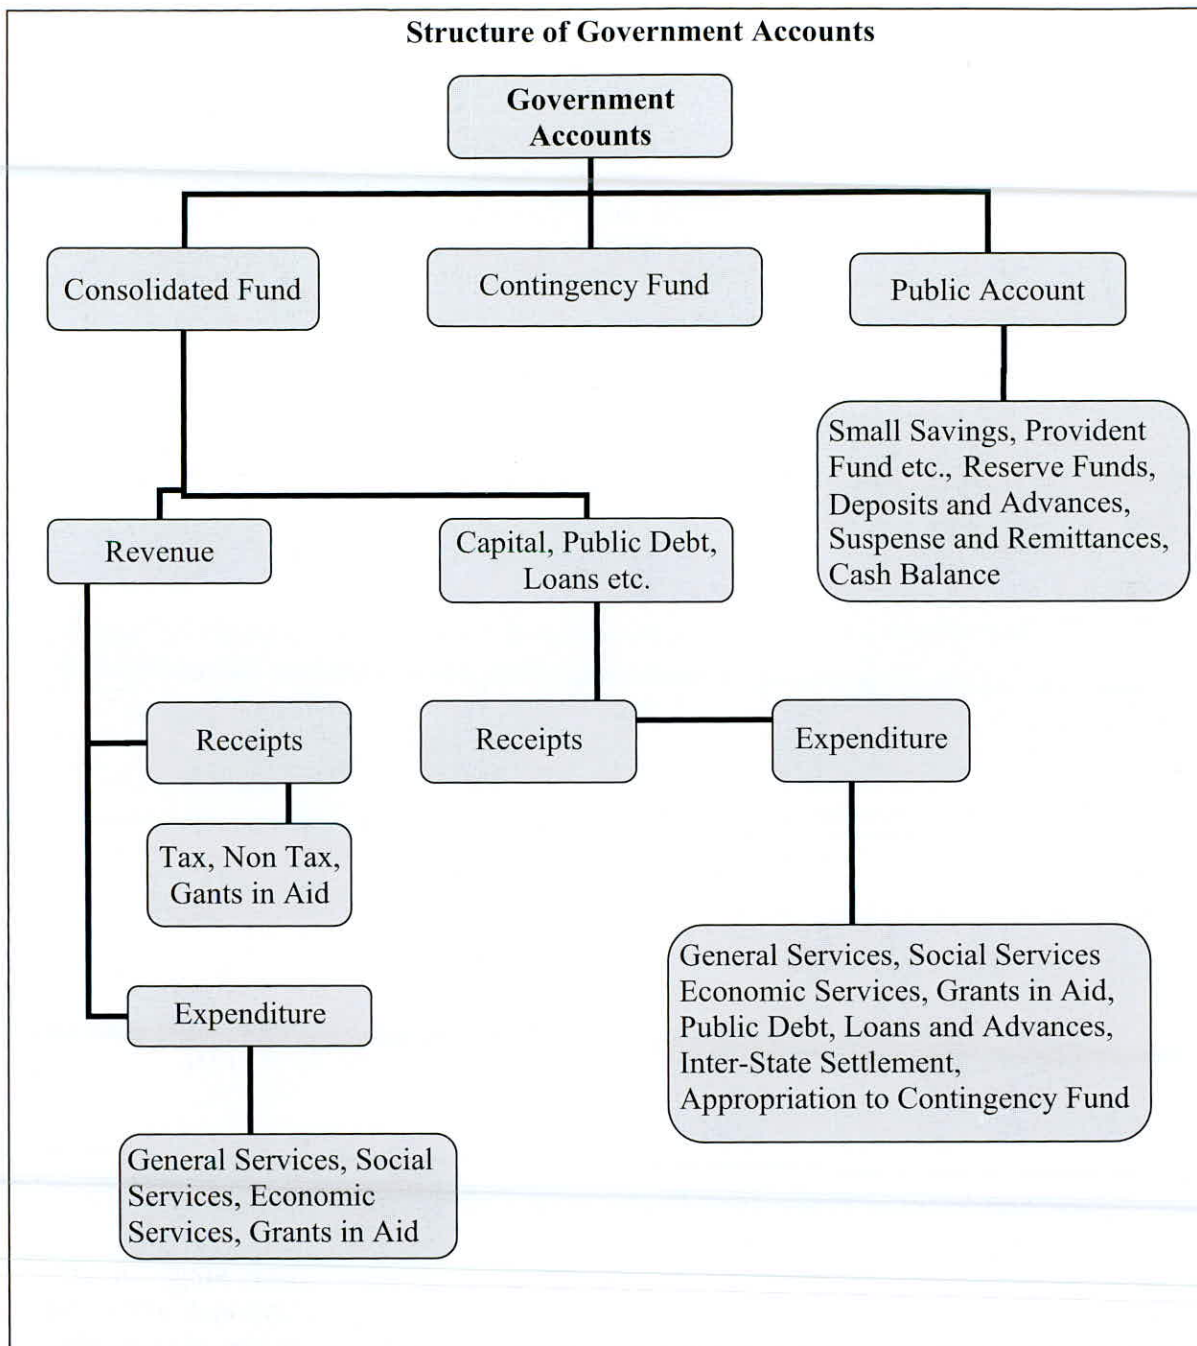 Structure of Government Accounts
Government
Accounts
Consolidated Fund
Contingency Fund
Public Account
Small Savings, Provident
Fund etc., Reserve Funds,
Deposits and Advances,
Suspense and Remittances,
Cash Balance
Revenue
Capital, Public Debt,
Loans etc.
Receipts
Receipts
Expenditure
Tax, Non Tax,
Gants in Aid
Expenditure
General Services, Social Services
Economic Services, Grants in Aid,
Public Debt, Loans and Advances,
Inter-State Settlement,
Appropriation to Contingency Fund
General Services, Social
Services, Economic
Services, Grants in Aid